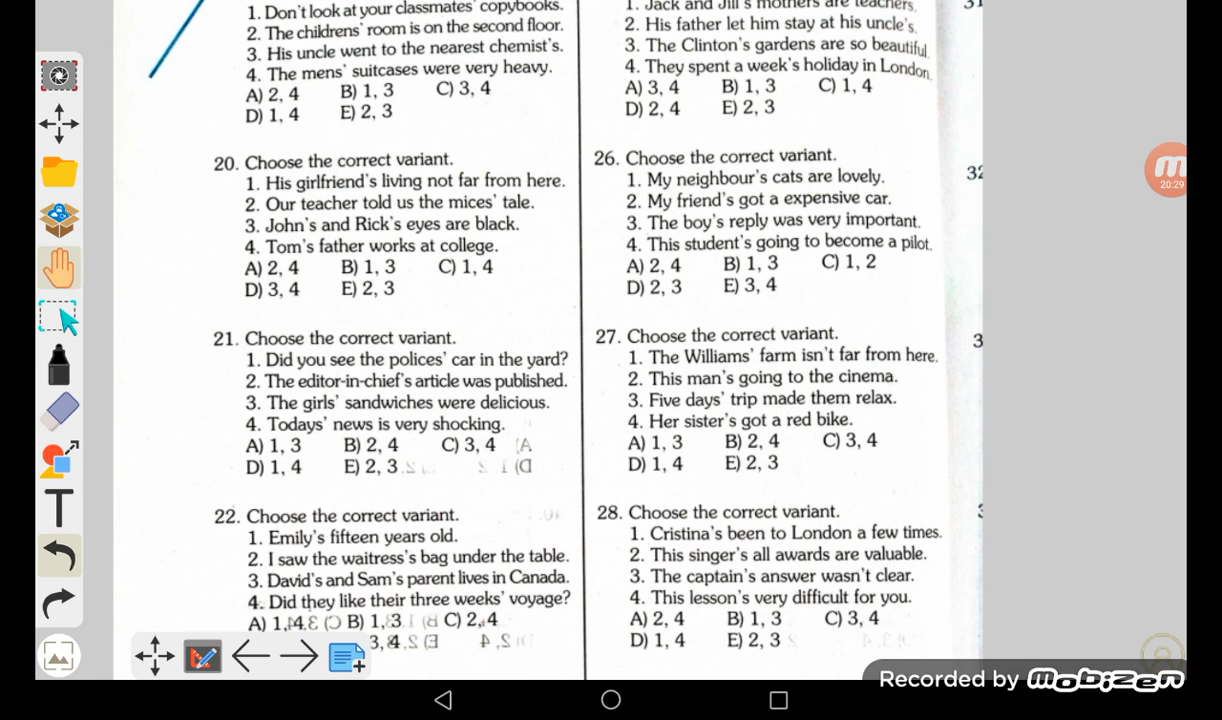 1. Don't look at your classmates' copybooks.
2. The childrens' room is on the second floor.
3. His uncle went to the nearest chemist's.
4. The mens' suitcases were very heavy.
A) 2, 4 B) 1, 3 C) 3, 4
D) 1, 4 E) 2, 3
20. Choose the correct variant.
1. His girlfriend's living not far from here.
2. Our teacher told us the mices' tale.
3. John's and Rick's eyes are black.
4. Tom's father works at college.
A) 2, 4 B) 1, 3 C) 1, 4
D) 3, 4 E) 2, 3
21. Choose the correct variant.
1. Did you see the polices' car in the yard?
2. The editor-in-chief's article was published.
3. The girls' sandwiches were delicious.
4. Todays' news is very shocking.
A) 1, 3 B) 2, 4 C) 3, 4
D) 1, 4 E) 2, 3
22. Choose the correct variant.
1. Emily's fifteen years old.
2. I saw the waitress's bag under the table.
3. David's and Sam's parent lives in Canada.
4. Did they like their three weeks' voyage?
A) 1, 4 B) 1, 3 C) 2, 4
3, 4
1. Jack and Jill's mothers are teachers.
2. His father let him stay at his uncle's.
3. The Clinton's gardens are so beautiful.
4. They spent a week's holiday in London.
A) 3, 4 B) 1, 3 C) 1, 4
D) 2, 4 E) 2, 3
26. Choose the correct variant.
1. My neighbour's cats are lovely.
2. My friend's got a expensive car.
3. The boy's reply was very important.
4. This student's going to become a pilot.
A) 2, 4 B) 1, 3 C) 1, 2
D) 2, 3 E) 3, 4
27. Choose the correct variant.
1. The Williams' farm isn't far from here.
2. This man's going to the cinema.
3. Five days' trip made them relax.
4. Her sister's got a red bike.
A) 1, 3 B) 2, 4 C) 3, 4
D) 1, 4 E) 2, 3
28. Choose the correct variant.
1. Cristina's been to London a few times.
2. This singer's all awards are valuable.
3. The captain's answer wasn't clear.
4. This lesson's very difficult for you.
A) 2, 4 B) 1, 3 C) 3, 4
D) 1, 4 E) 2, 3
32
3
T
m
20:29
Recorded by mobizen